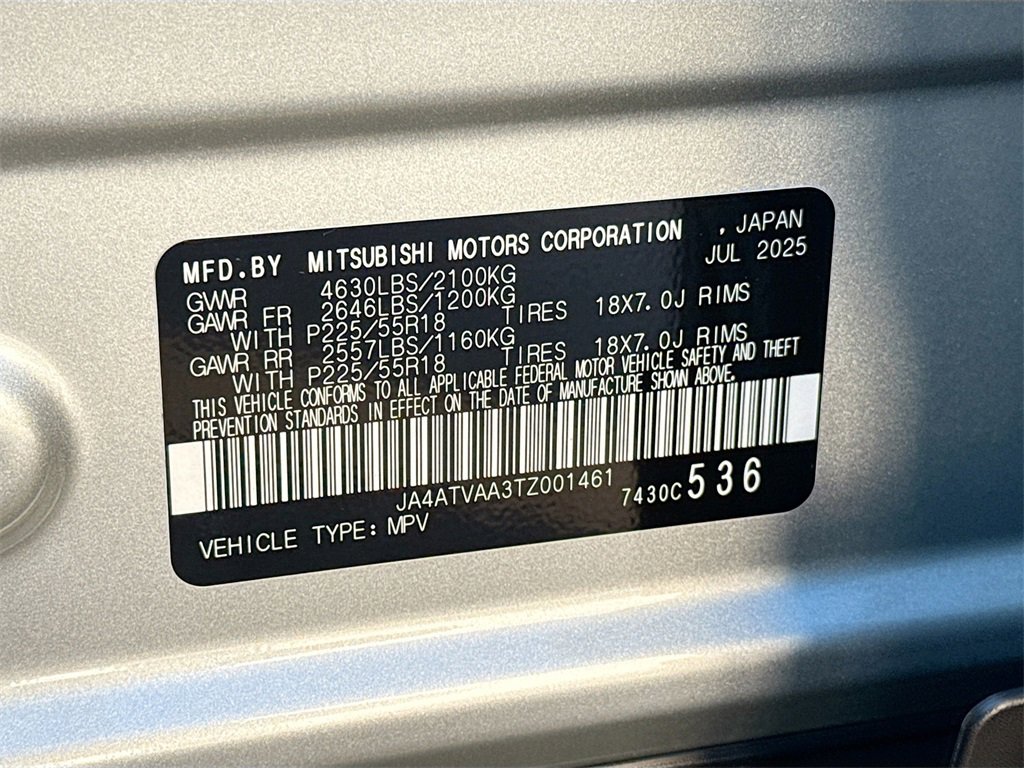 MFD.BY MITSUBISHI MOTORS CORPORATION , JAPAN
JUL 2025
GVWR 4630LBS/2100KG
GAWR FR 2646LBS/1200KG
WITH P225/55R18 TIRES 18X7.0J RIMS
GAWR RR 2557LBS/1160KG
WITH P225/55R18 TIRES 18X7.0J RIMS
THIS VEHICLE CONFORMS TO ALL APPLICABLE FEDERAL MOTOR VEHICLE SAFETY AND THEFT
PREVENTION STANDARDS IN EFFECT ON THE DATE OF MANUFACTURE SHOWN ABOVE.
JA4ATVAA3TZ001461
7430C536
VEHICLE TYPE: MPV